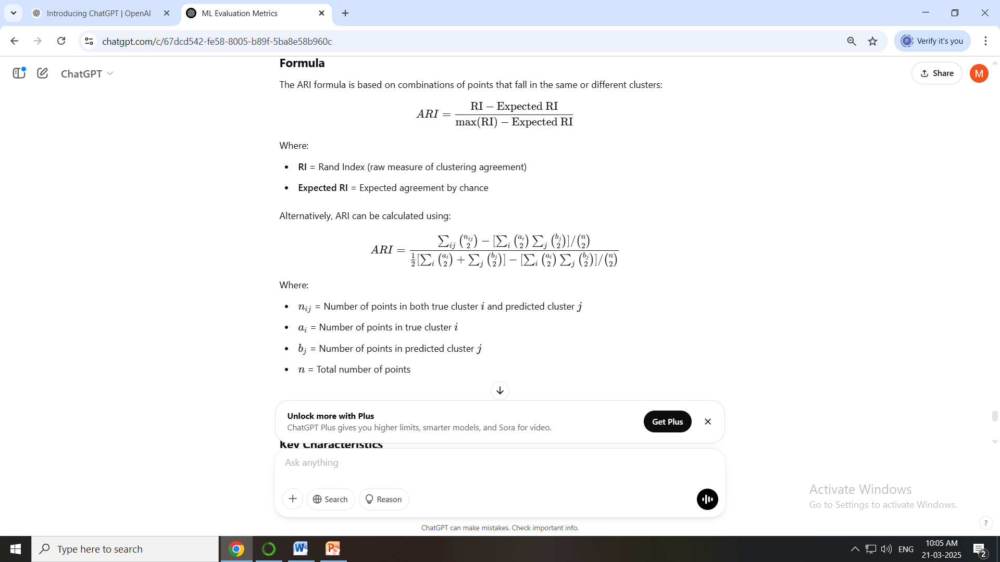 Introducing ChatGPT | OpenAI
ML Evaluation Metrics
chatgpt.com/c/67dcd542-fe58-8005-b89f-5ba8e58b960c
P
Verify it's you
ChatGPT
Share
M
Formula
The ARI formula is based on combinations of points that fall in the same or different clusters:
ARI = \frac{RI − Expected RI}{max(RI) − Expected RI}
Where:
• RI = Rand Index (raw measure of clustering agreement)
• Expected RI = Expected agreement by chance
Alternatively, ARI can be calculated using:
ARI = \frac{\sum_{ij} \binom{n_{ij}}{2} − [\sum_i \binom{a_i}{2} \sum_j \binom{b_j}{2}]/\binom{n}{2}}{\frac{1}{2}[\sum_i \binom{a_i}{2} + \sum_j \binom{b_j}{2}] − [\sum_i \binom{a_i}{2} \sum_j \binom{b_j}{2}]/\binom{n}{2}}
Where:
• n_{ij} = Number of points in both true cluster i and predicted cluster j
• a_i = Number of points in true cluster i
• b_j = Number of points in predicted cluster j
• n = Total number of points
Unlock more with Plus
ChatGPT Plus gives you higher limits, smarter models, and Sora for video.
Get Plus
Key Characteristics
Ask anything
Search
Reason
Activate Windows
Go to Settings to activate Windows.
?
ChatGPT can make mistakes. Check important info.
Type here to search
W
P
ENG
10:05 AM
21-03-2025
2